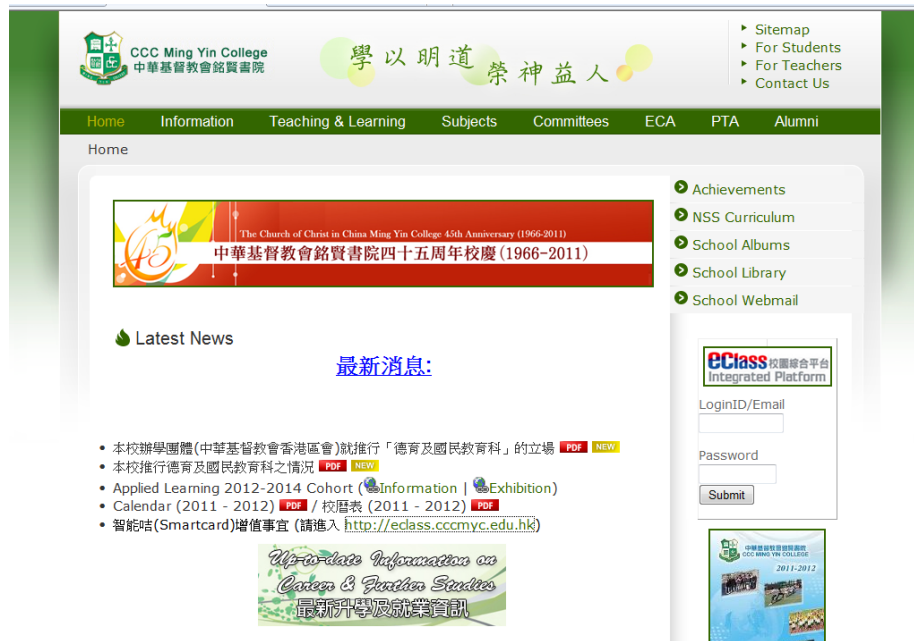 CCC Ming Yin College
中華基督教會銘賢書院
學以明道
榮神益人
Sitemap
For Students
For Teachers
Contact Us
Home Information Teaching & Learning Subjects Committees ECA PTA Alumni
Home
My 45
The Church of Christ in China Ming Yin College 45th Anniversary (1966-2011)
中華基督教會銘賢書院四十五周年校慶(1966-2011)
Achievements
NSS Curriculum
School Albums
School Library
School Webmail
Latest News
最新消息:
• 本校辦學團體(中華基督教會香港區會)就推行「德育及國民教育科」的立場 PDF NEW
• 本校推行德育及國民教育科之情況 PDF NEW
• Applied Learning 2012-2014 Cohort (Information | Exhibition)
• Calendar (2011 - 2012) PDF / 校曆表 (2011 - 2012) PDF
• 智能咭(Smartcard)增值事宜 (請進入 http://eclass.cccmyc.edu.hk)
Up-to-date Information on
Career & Further Studies
最新升學及就業資訊
eClass 校園綜合平台
Integrated Platform
LoginID/Email
Password
Submit
中華基督教會銘賢書院
CCC MING YIN COLLEGE
2011-2012